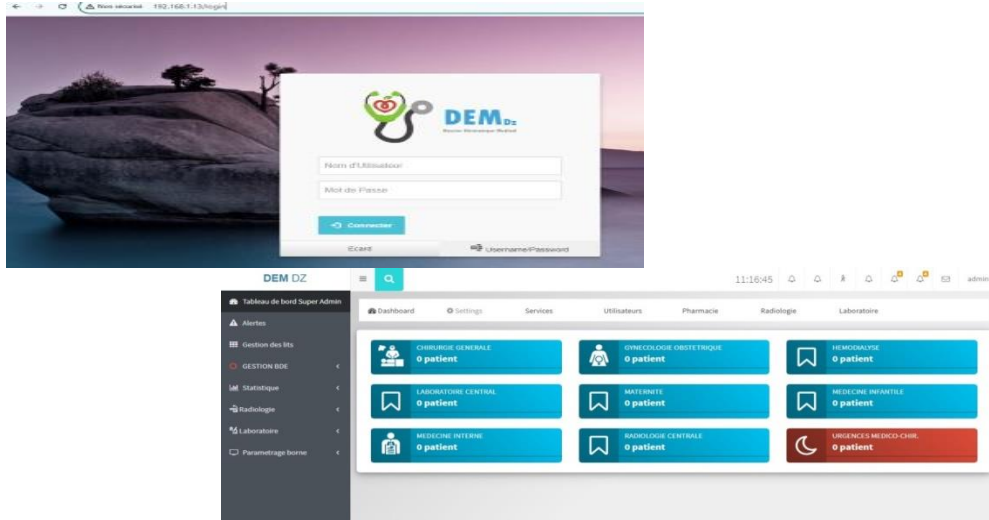 Non sécurisé 192.168.1.13/login
DEM Dz
Dossier Electronique Medical
Nom d'Utilisateur
Mot de Passe
Connecter
Ecard
Username/Password
DEM DZ
11:16:45
admin
Tableau de bord Super Admin
Alertes
Gestion des lits
GESTION BDE
Statistique
Radiologie
Laboratoire
Parametrage borne
Dashboard Settings Services Utilisateurs Pharmacie Radiologie Laboratoire
CHIRURGIE GENERALE
0 patient
GYNECOLOGIE OBSTETRIQUE
0 patient
HEMODIALYSE
0 patient
LABORATOIRE CENTRAL
0 patient
MATERNITE
0 patient
MEDECINE INFANTILE
0 patient
MEDECINE INTERNE
0 patient
RADIOLOGIE CENTRALE
0 patient
URGENCES MEDICO-CHIR.
0 patient